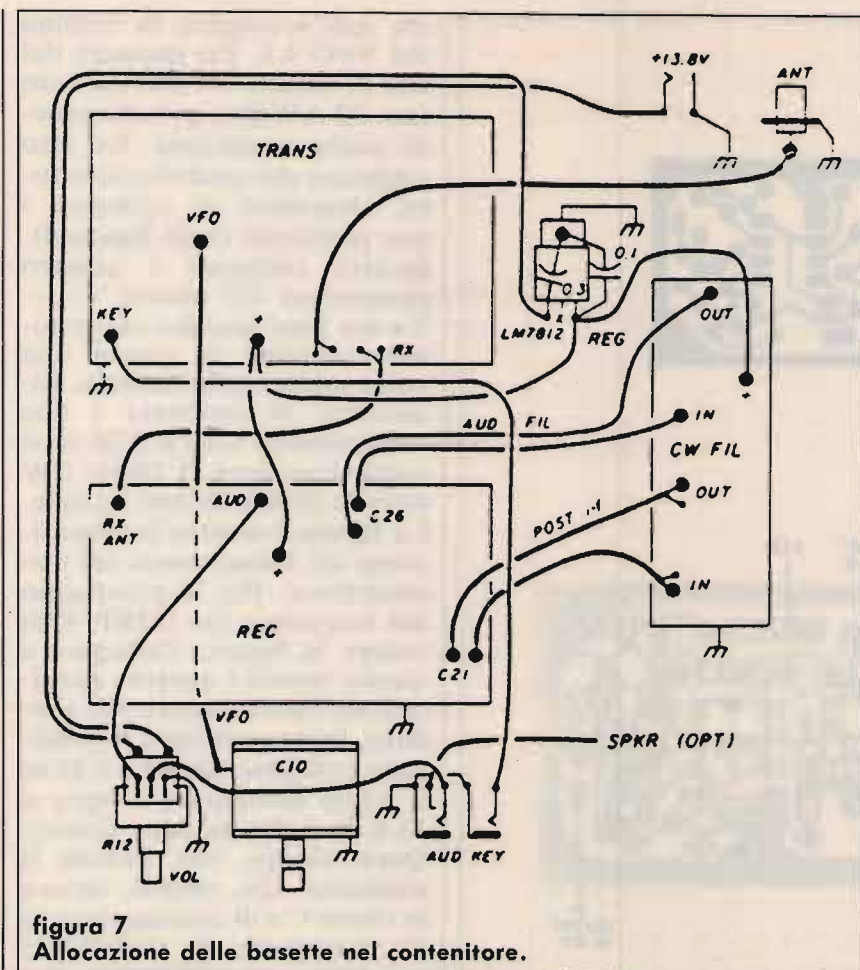 +13.8V
ANT
TRANS
VFO
KEY
+
RX
0.1
0.3
LM7812
REG
OUT
+
AUD FIL
IN
CW FIL
OUT
RX
ANT
AUD
C26
+
POST
IN
REC
C21
VFO
C10
SPKR (OPT)
R12
VOL
AUD KEY
figura 7
Allocazione delle basette nel contenitore.